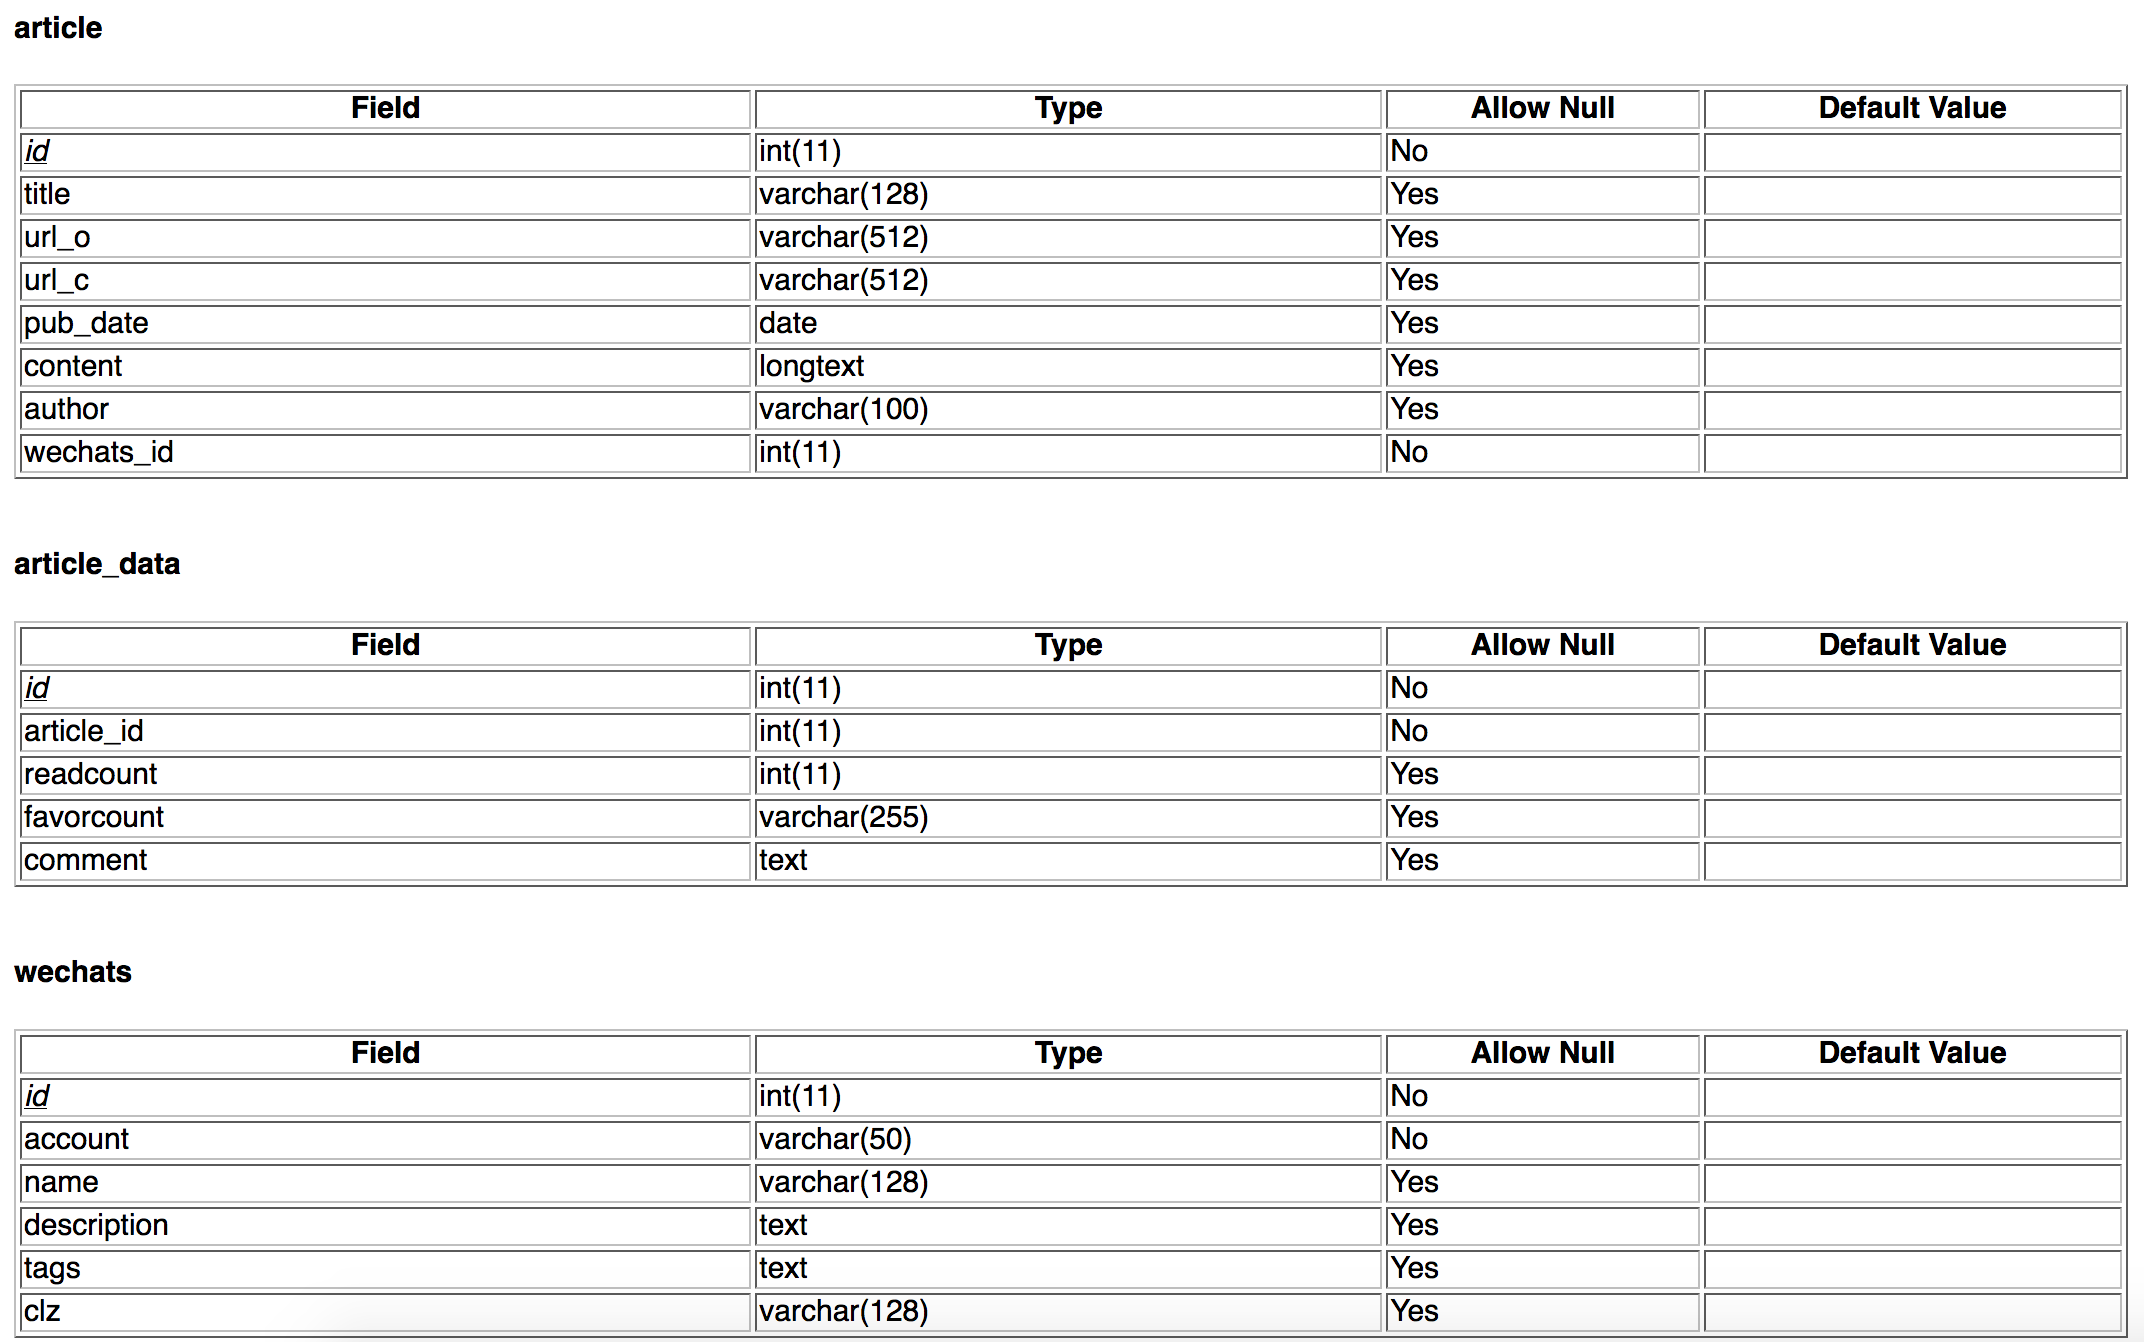 article
Field Type Allow Null Default Value
id int(11) No
title varchar(128) Yes
url_o varchar(512) Yes
url_c varchar(512) Yes
pub_date date Yes
content longtext Yes
author varchar(100) Yes
wechats_id int(11) No
article_data
Field Type Allow Null Default Value
id int(11) No
article_id int(11) No
readcount int(11) Yes
favorcount varchar(255) Yes
comment text Yes
wechats
Field Type Allow Null Default Value
id int(11) No
account varchar(50) No
name varchar(128) Yes
description text Yes
tags text Yes
clz varchar(128) Yes